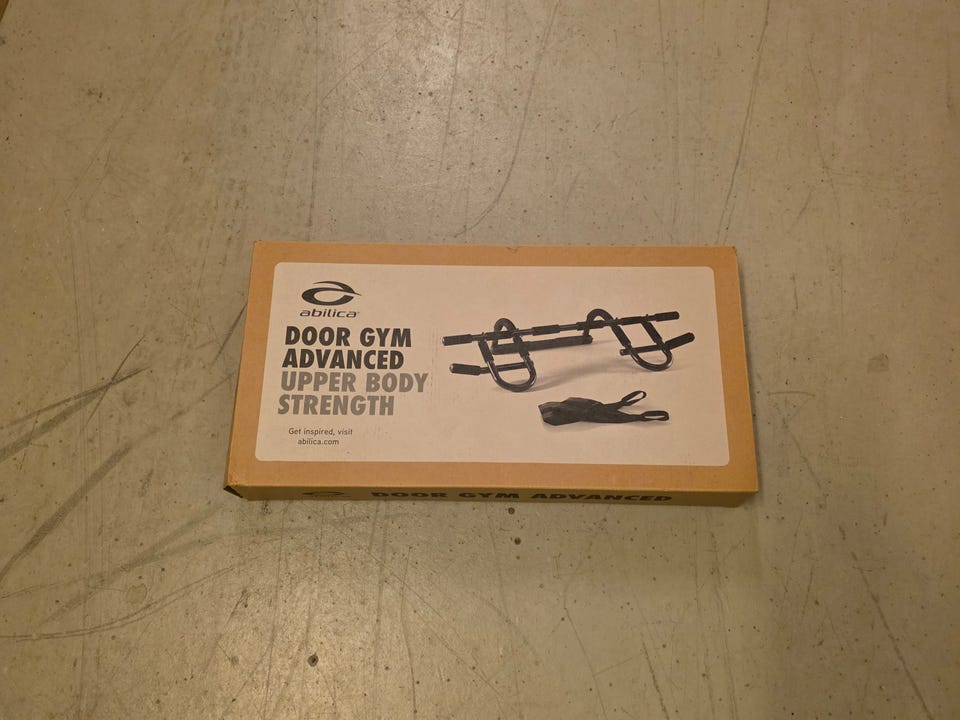 abilica
DOOR GYM
ADVANCED
UPPER BODY
STRENGTH
Get inspired, visit
abilica.com
DOOR GYM ADVANCED